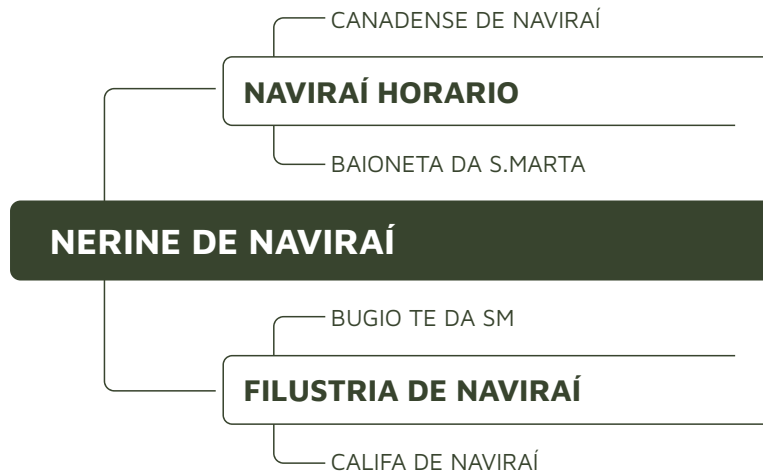 CANADENSE DE NAVIRAÍ
NAVIRAÍ HORARIO
BAIONETA DA S.MARTA
NERINE DE NAVIRAÍ
BUGIO TE DA SM
FILUSTRIA DE NAVIRAÍ
CALIFA DE NAVIRAÍ